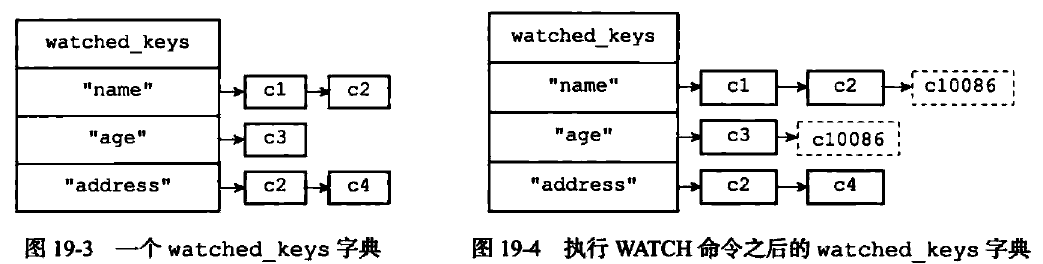 watched_keys
"name" c1 c2
"age" c3
"address" c2 c4
图 19-3 一个 watched_keys 字典
watched_keys
"name" c1 c2 c10086
"age" c3 c10086
"address" c2 c4
图 19-4 执行 WATCH 命令之后的 watched_keys 字典